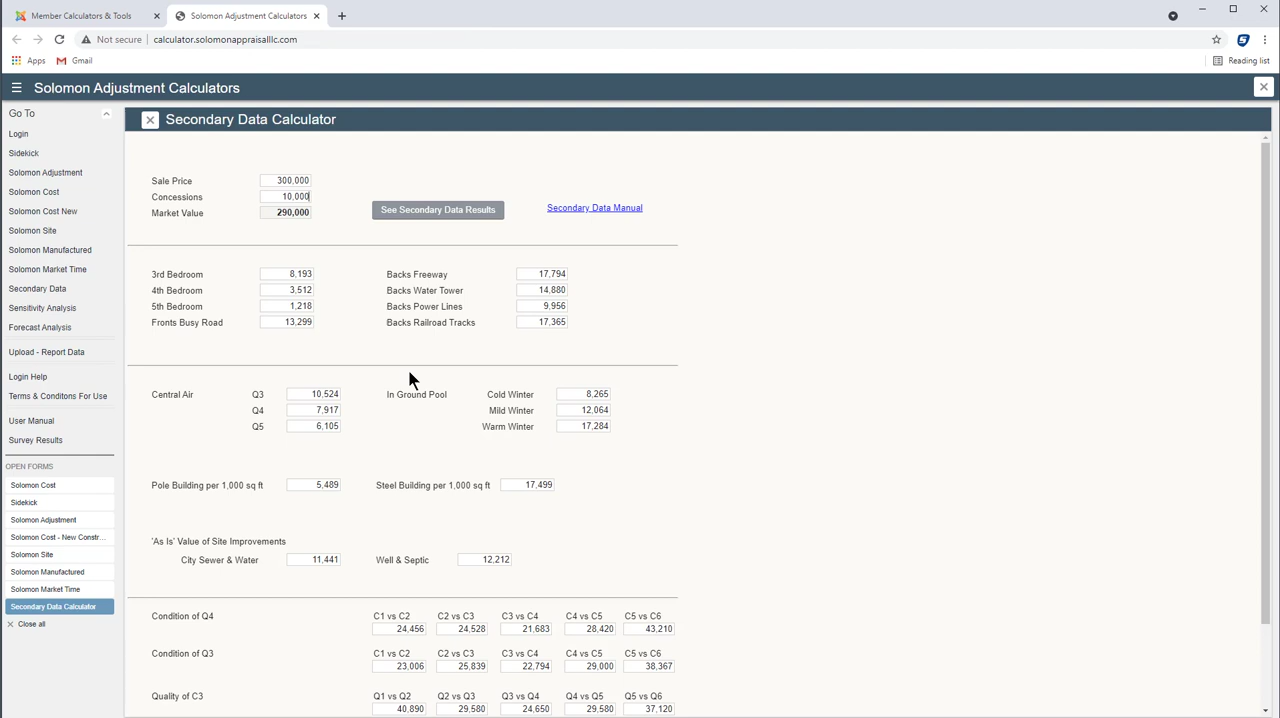 Member Calculators & Tools
Solomon Adjustment Calculators
Not secure calculator.solomonappraisalllc.com
Apps Gmail Reading list
Solomon Adjustment Calculators
Go To
Login
Sidekick
Solomon Adjustment
Solomon Cost
Solomon Cost New
Solomon Site
Solomon Manufactured
Solomon Market Time
Secondary Data
Sensitivity Analysis
Forecast Analysis
Upload - Report Data
Login Help
Terms & Conditons For Use
User Manual
Survey Results
OPEN FORMS
Solomon Cost
Sidekick
Solomon Adjustment
Solomon Cost - New Constr...
Solomon Site
Solomon Manufactured
Solomon Market Time
Secondary Data Calculator
Close all
Secondary Data Calculator
Sale Price 300,000
Concessions 10,000
Market Value 290,000
See Secondary Data Results
Secondary Data Manual
3rd Bedroom 8,193 Backs Freeway 17,794
4th Bedroom 3,512 Backs Water Tower 14,880
5th Bedroom 1,218 Backs Power Lines 9,956
Fronts Busy Road 13,299 Backs Railroad Tracks 17,365
Central Air Q3 10,524 In Ground Pool Cold Winter 8,265
Q4 7,917 Mild Winter 12,064
Q5 6,105 Warm Winter 17,284
Pole Building per 1,000 sq ft 5,489 Steel Building per 1,000 sq ft 17,499
'As Is' Value of Site Improvements
City Sewer & Water 11,441 Well & Septic 12,212
Condition of Q4 C1 vs C2 C2 vs C3 C3 vs C4 C4 vs C5 C5 vs C6
24,456 24,528 21,683 28,420 43,210
Condition of Q3 C1 vs C2 C2 vs C3 C3 vs C4 C4 vs C5 C5 vs C6
23,006 25,839 22,794 29,000 38,367
Quality of C3 Q1 vs Q2 Q2 vs Q3 Q3 vs Q4 Q4 vs Q5 Q5 vs Q6
40,890 29,580 24,650 29,580 37,120